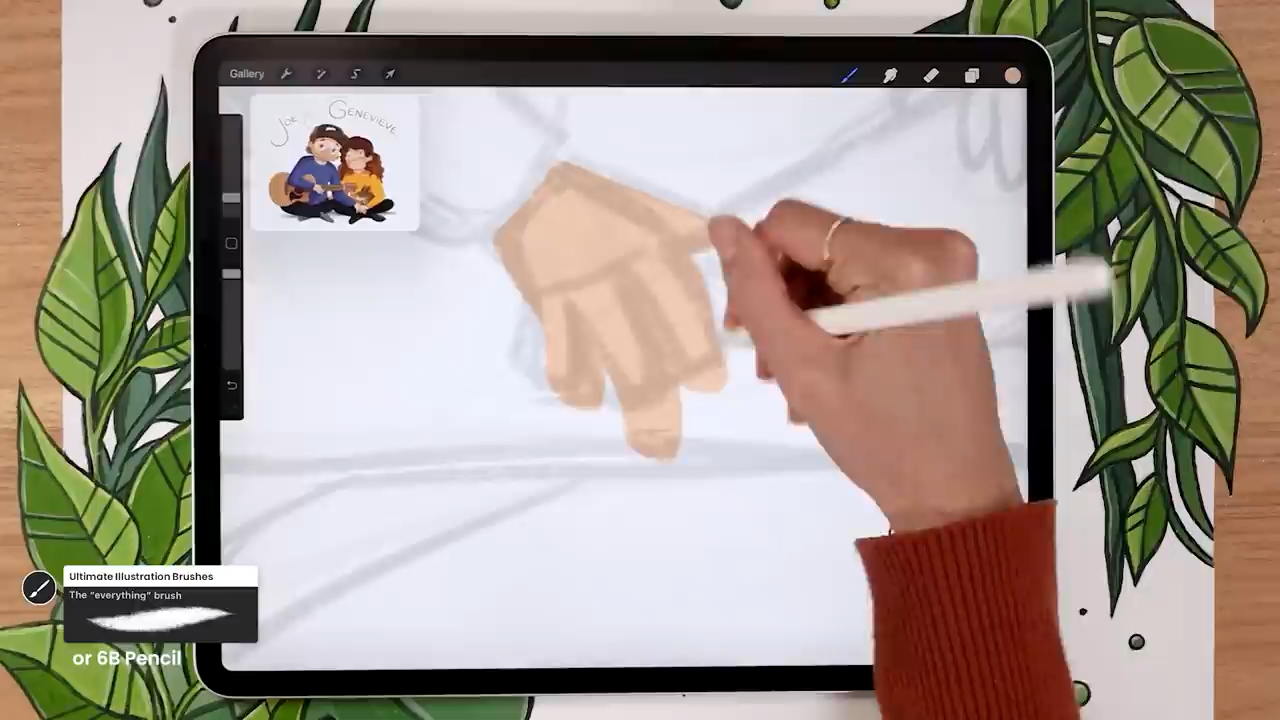 Gallery
JOE
GENEVIEVE
Ultimate Illustration Brushes
The “everything” brush
or 6B Pencil